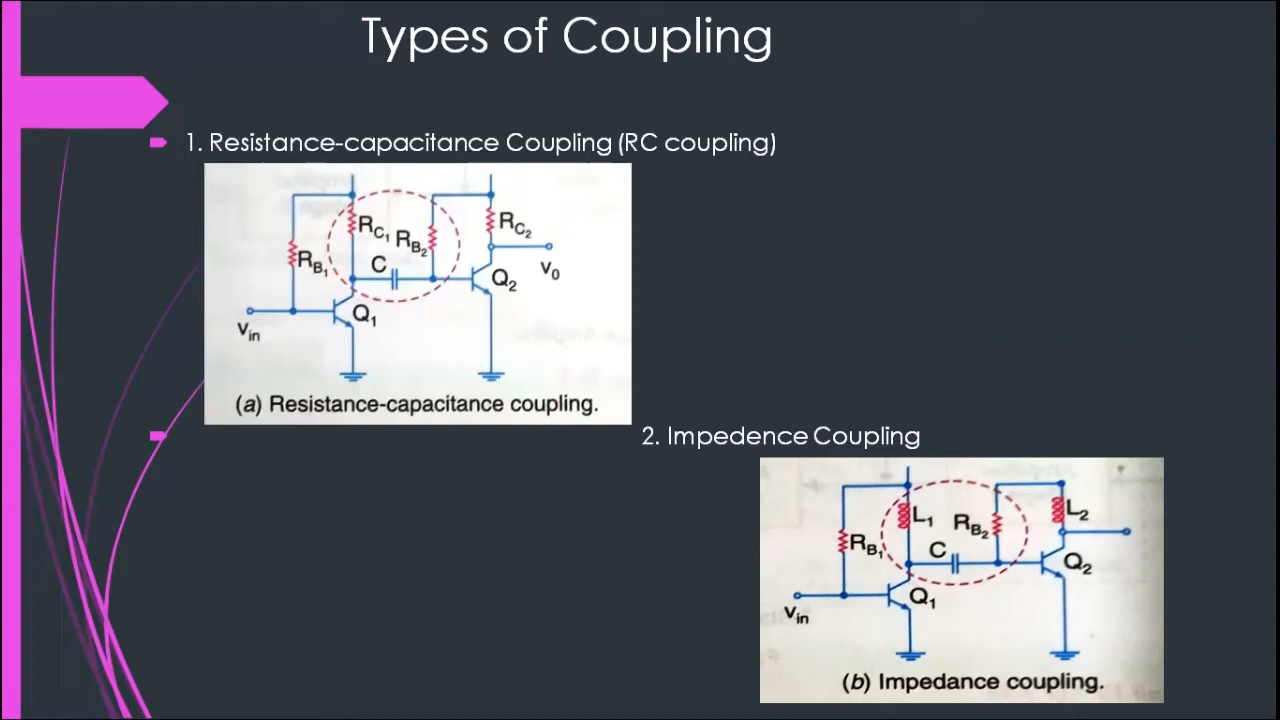 Types of Coupling
1. Resistance-capacitance Coupling (RC coupling)
RC1
RB2
RC2
RB1
C
Q2
V0
Q1
Vin
(a) Resistance-capacitance coupling.
2. Impedence Coupling
L1
RB2
L2
RB1
C
Q2
Q1
Vin
(b) Impedance coupling.